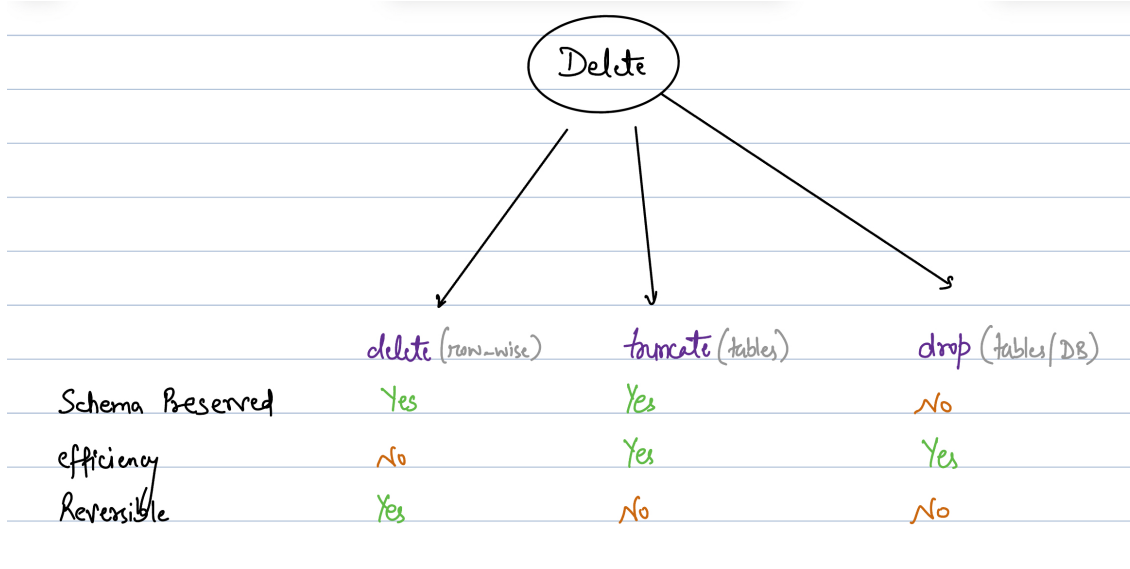 Delete
delete (row-wise) truncate (tables) drop (tables/DB)
Schema Preserved Yes Yes No
efficiency No Yes Yes
Reversible Yes No No